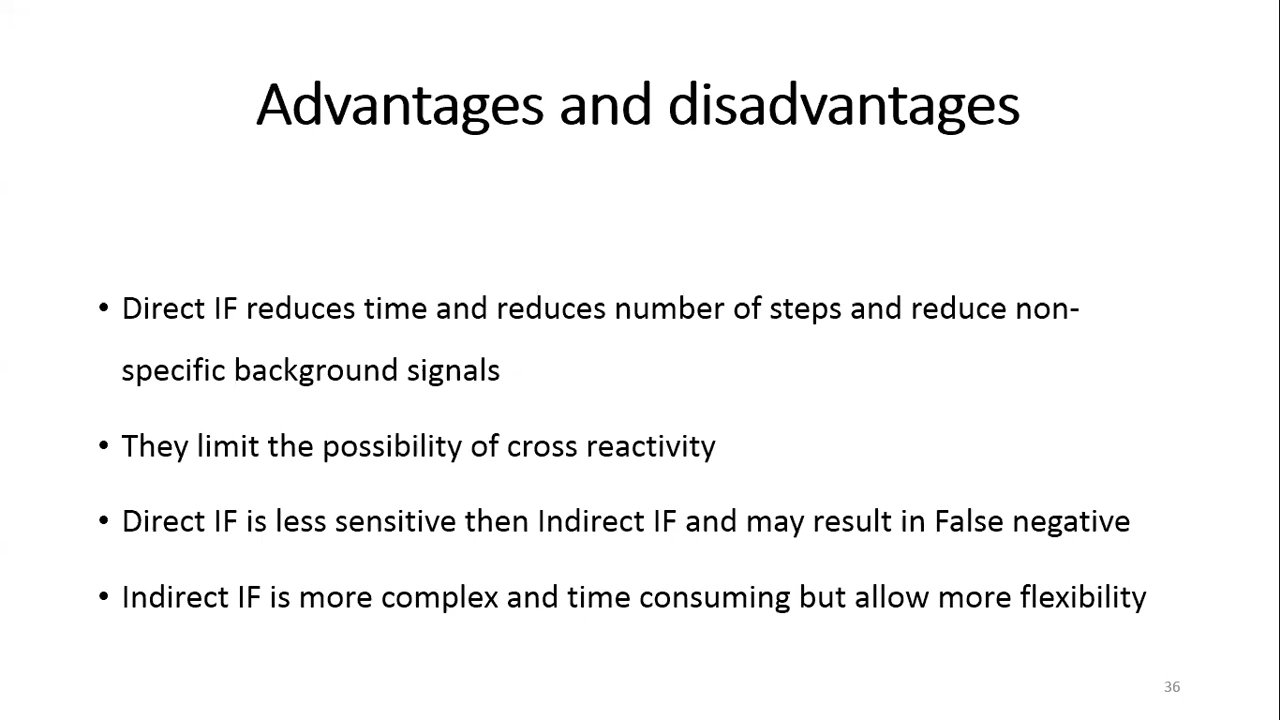 Advantages and disadvantages
• Direct IF reduces time and reduces number of steps and reduce non-
specific background signals
• They limit the possibility of cross reactivity
• Direct IF is less sensitive then Indirect IF and may result in False negative
• Indirect IF is more complex and time consuming but allow more flexibility
36